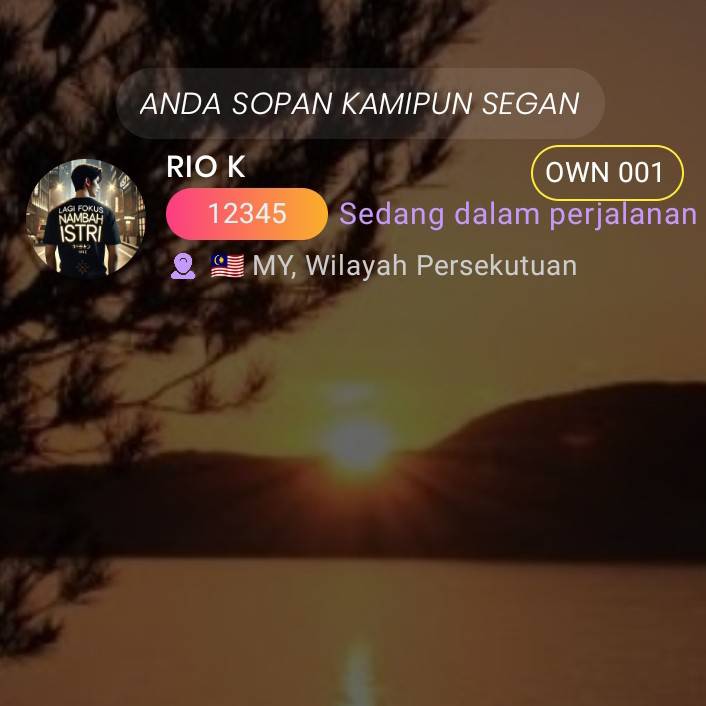 ANDA SOPAN KAMIPUN SEGAN
RIO K
OWN 001
12345
Sedang dalam perjalanan
MY, Wilayah Persekutuan
LAGI FOKUS
NAMBAH
ISTRI